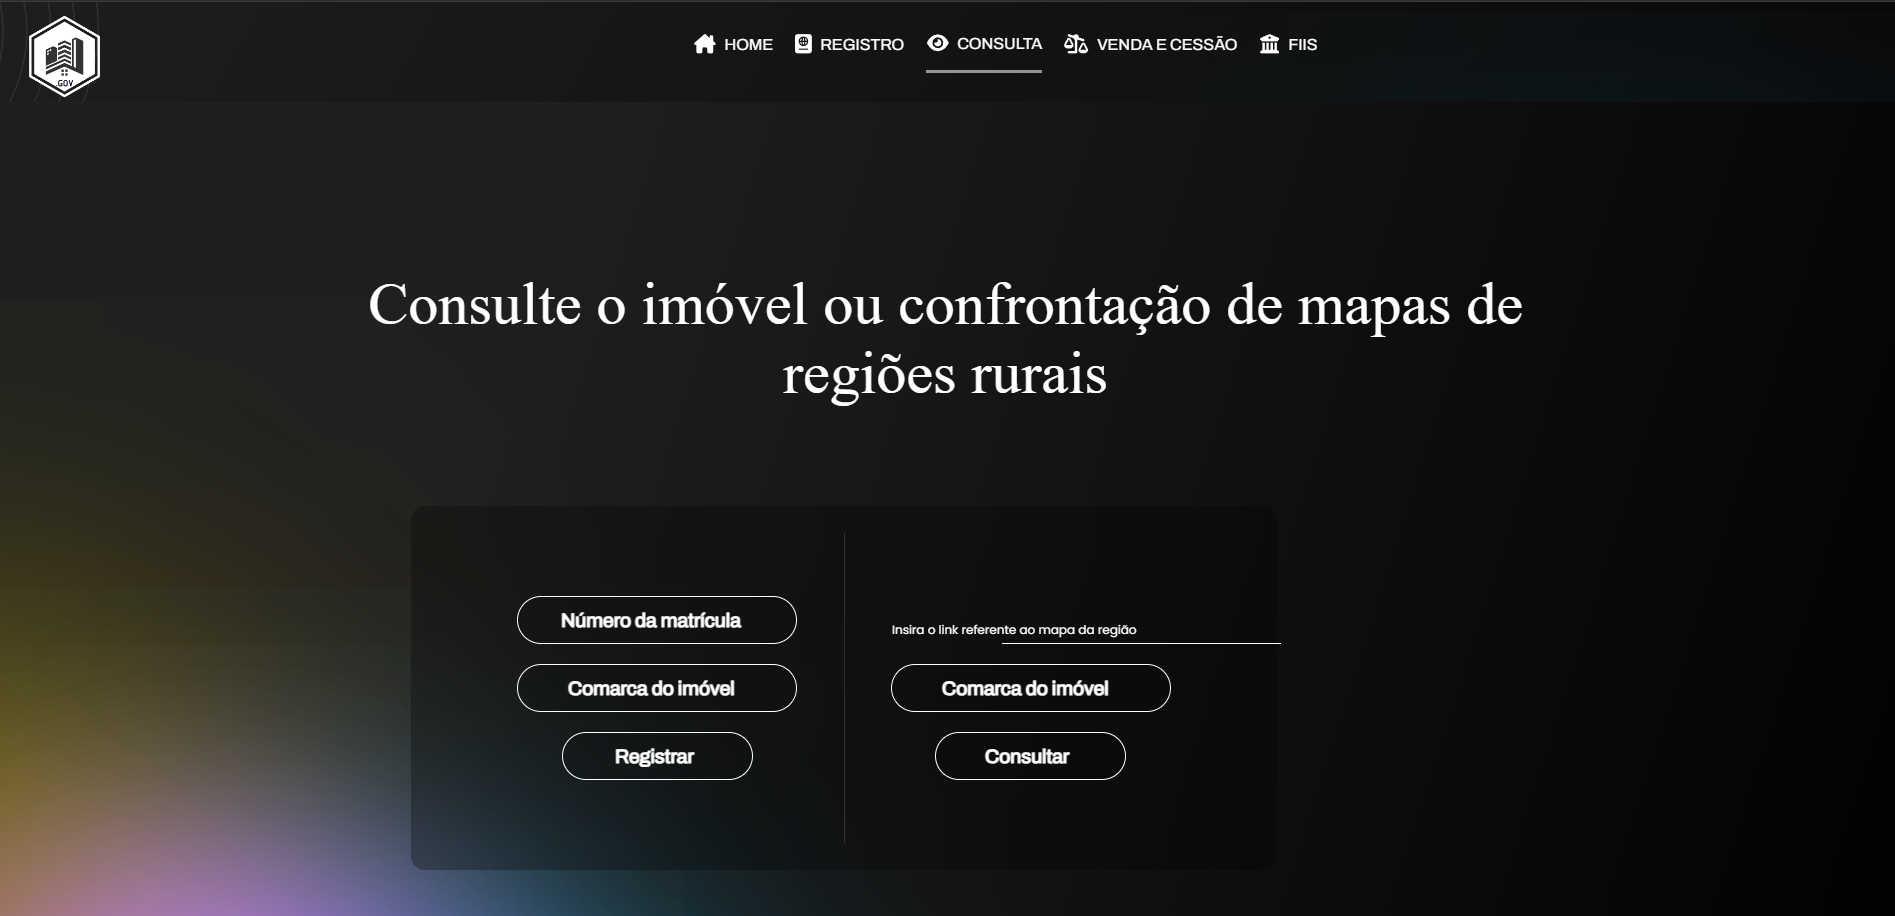 GOV
HOME REGISTRO CONSULTA VENDA E CESSÃO FIIS
Consulte o imóvel ou confrontação de mapas de
regiões rurais
Número da matrícula
Comarca do imóvel
Registrar
Insira o link referente ao mapa da região
Comarca do imóvel
Consultar